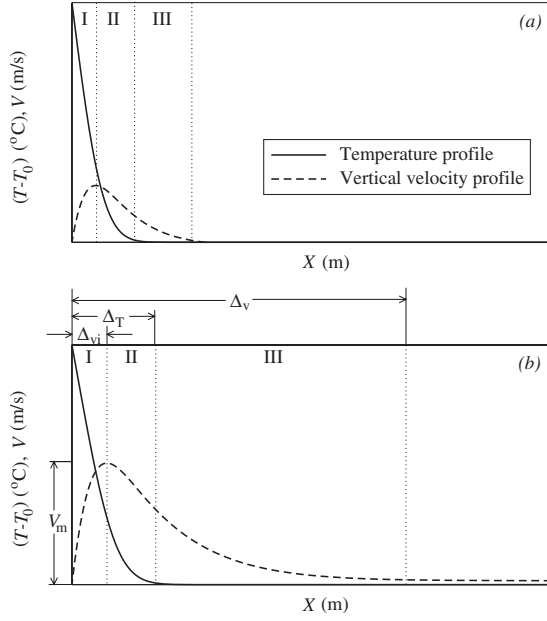 I II III (a)
(T-T₀) (°C), V (m/s)
Temperature profile
Vertical velocity profile
X (m)
Δv
ΔT
Δvi
I II III (b)
(T-T₀) (°C), V (m/s)
Vm
X (m)